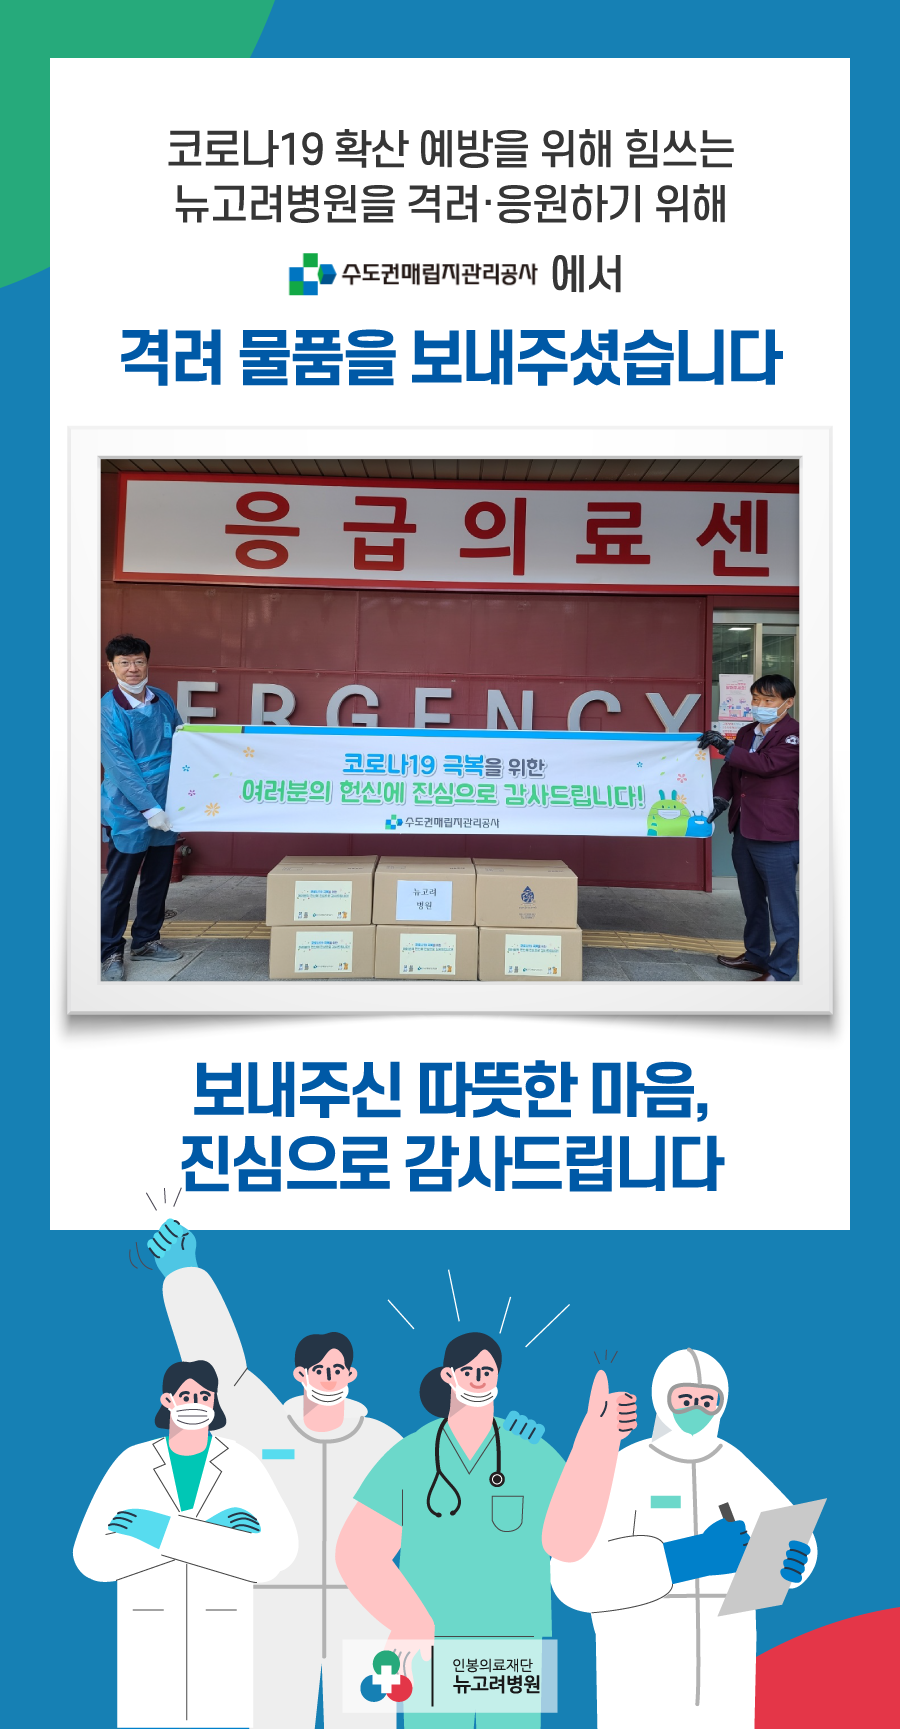 코로나19 확산 예방을 위해 힘쓰는
뉴고려병원을 격려·응원하기 위해
수도권매립지관리공사 에서
격려 물품을 보내주셨습니다
응급의료센
ERGENCY
코로나19 극복을 위한
여러분의 헌신에 진심으로 감사드립니다!
수도권매립지관리공사
뉴고려
병원
보내주신 따뜻한 마음,
진심으로 감사드립니다
인봉의료재단
뉴고려병원